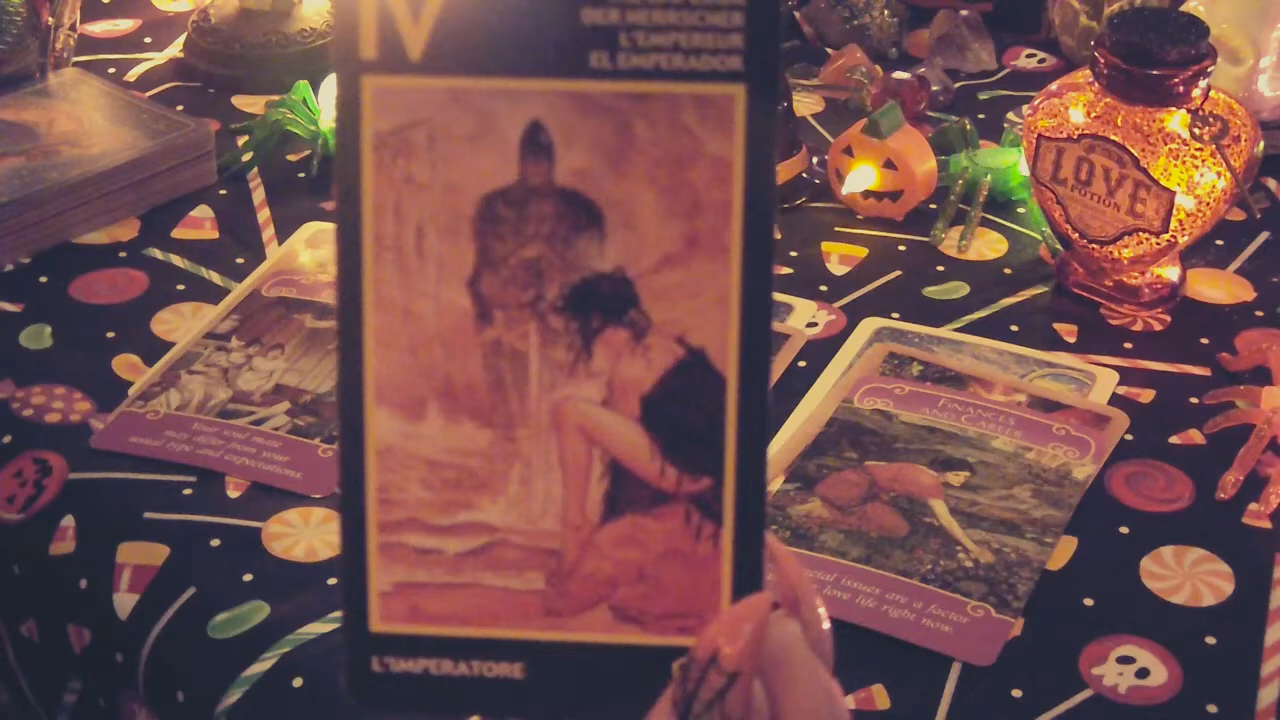 IV
DER HERRSCHER
L'EMPEREUR
EL EMPERADOR
L'IMPERATORE
Your soul mate
may differ from your
usual type and expectations.
FINANCES
AND CAREER
issues are a factor
love life right now.
LOVE
POTION